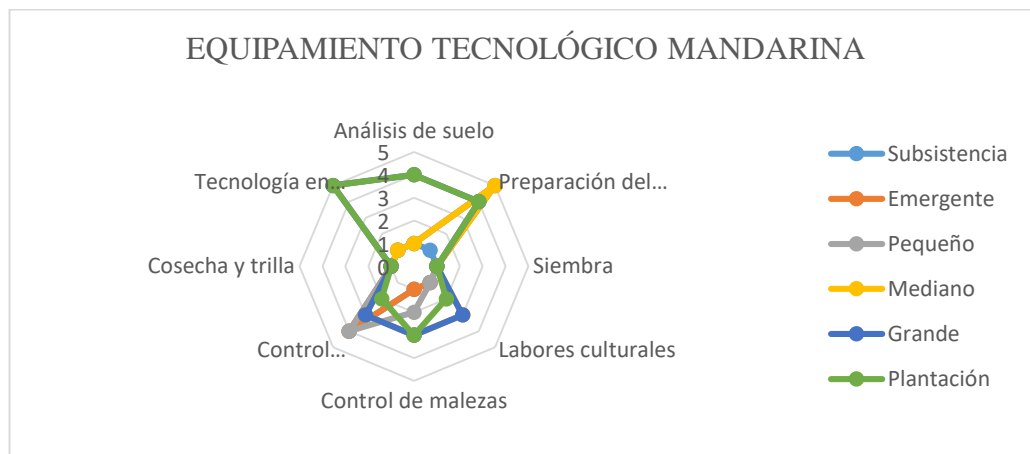 EQUIPAMIENTO TECNOLÓGICO MANDARINA
Análisis de suelo
5
4
3
2
1
0
Preparación del...
Siembra
Labores culturales
Control de malezas
Control...
Cosecha y trilla
Tecnología en...
Subsistencia
Emergente
Pequeño
Mediano
Grande
Plantación